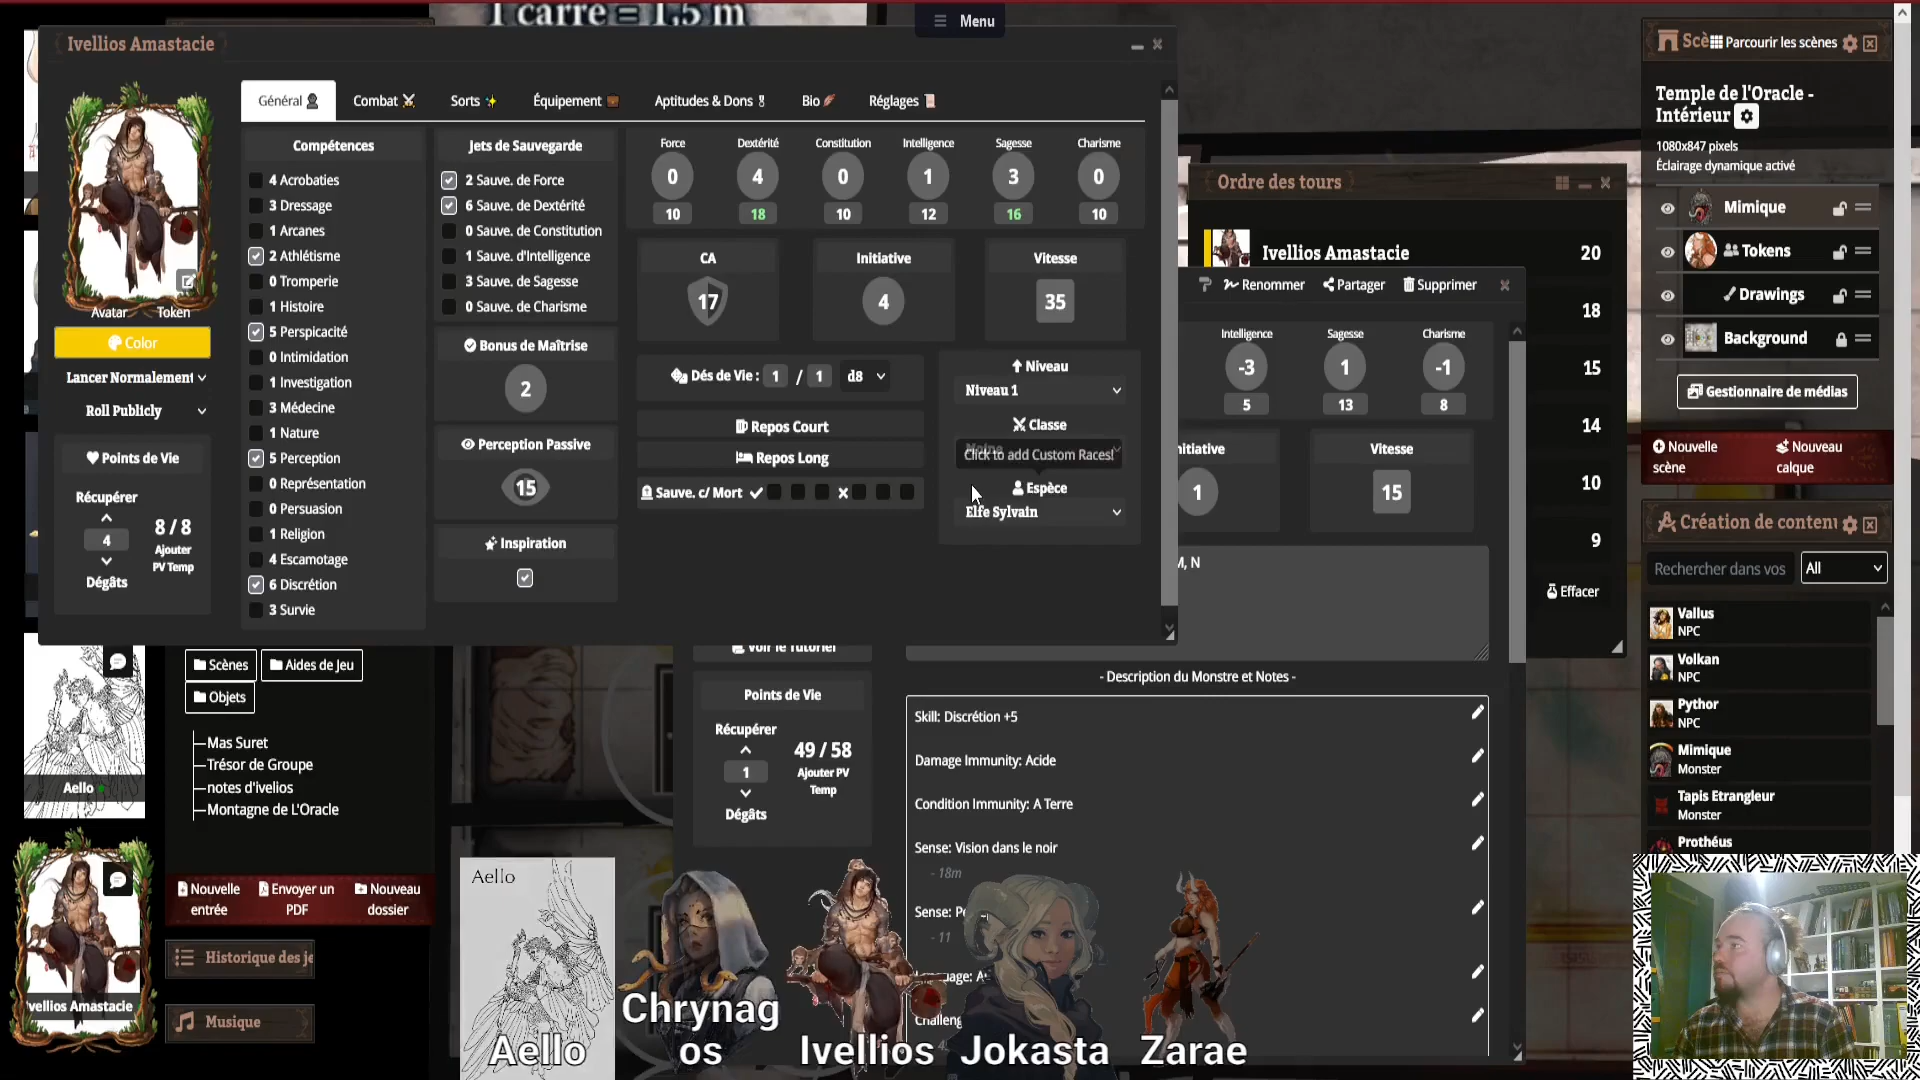 1 carré = 1,5 m
Menu
Ivellios Amastacie
Général
Combat
Sorts
Équipement
Aptitudes & Dons
Bio
Réglages
Avatar
Token
Color
Lancer Normalement
Roll Publicly
Points de Vie
Récupérer
4
8 / 8
Ajouter
PV Temp
Dégâts
Compétences
4 Acrobaties
3 Dressage
1 Arcanes
2 Athlétisme
0 Tromperie
1 Histoire
5 Perspicacité
0 Intimidation
1 Investigation
3 Médecine
1 Nature
5 Perception
0 Représentation
0 Persuasion
1 Religion
4 Escamotage
6 Discrétion
3 Survie
Jets de Sauvegarde
2 Sauve. de Force
6 Sauve. de Dextérité
0 Sauve. de Constitution
1 Sauve. d'Intelligence
3 Sauve. de Sagesse
0 Sauve. de Charisme
Bonus de Maîtrise
2
Perception Passive
15
Inspiration
Force
Dextérité
Constitution
Intelligence
Sagesse
Charisme
0
4
0
1
3
0
10
18
10
12
16
10
CA
Initiative
Vitesse
17
4
35
Dés de Vie : 1 / 1 d8
Repos Court
Repos Long
Sauve. c/ Mort
Niveau
Niveau 1
Classe
Moine
Click to add Custom Races!
Espèce
Elfe Sylvain
Ordre des tours
Ivellios Amastacie 20
18
15
14
10
9
Effacer
Renommer
Partager
Supprimer
Intelligence
Sagesse
Charisme
-3
1
-1
5
13
8
nitiative
Vitesse
1
15
M, N
Voir le Tutoriel
Points de Vie
Récupérer
1
49 / 58
Ajouter PV
Temp
Dégâts
- Description du Monstre et Notes -
Skill: Discrétion +5
Damage Immunity: Acide
Condition Immunity: A Terre
Sense: Vision dans le noir
- 18m
Sense: Pe
- 11
Challeng
Scènes
Aides de Jeu
Objets
Mas Suret
Trésor de Groupe
notes d'ivelios
Montagne de L'Oracle
Nouvelle
entrée
Envoyer un
PDF
Nouveau
dossier
Historique des je
Musique
Aello
vellios Amastacie
Aello
Aello
Chrynag
os
Ivellios
Jokasta
Zarae
Scè
Parcourir les scènes
Temple de l'Oracle -
Intérieur
1080x847 pixels
Éclairage dynamique activé
Mimique
Tokens
Drawings
Background
Gestionnaire de médias
Nouvelle
scène
Nouveau
calque
Création de contenu
Rechercher dans vos
All
Vallus
NPC
Volkan
NPC
Pythor
NPC
Mimique
Monster
Tapis Etrangleur
Monster
Prothéus